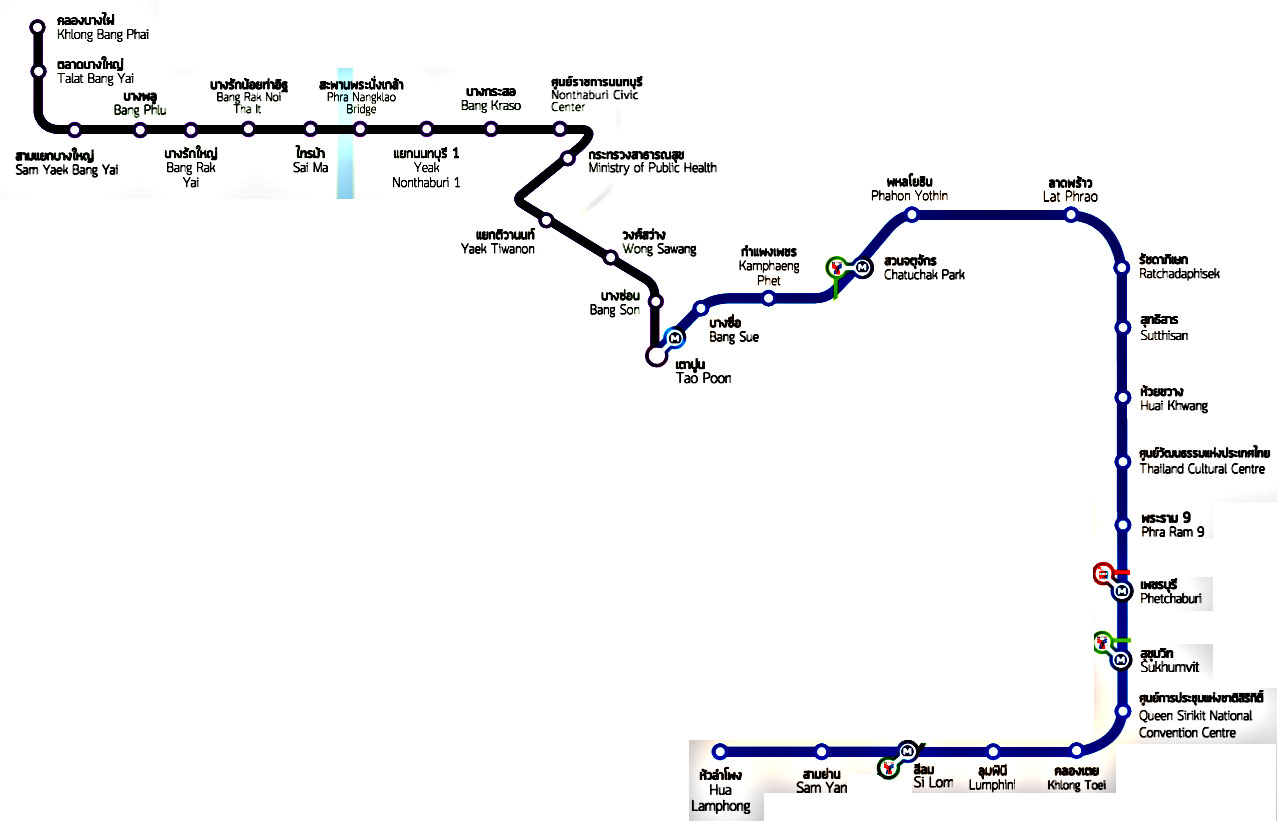 คลองบางไผ่
Khlong Bang Phai
ตลาดบางใหญ่
Talat Bang Yai
สามแยกบางใหญ่
Sam Yaek Bang Yai
บางพลู
Bang Phlu
บางรักใหญ่
Bang Rak
Yai
บางรักน้อยท่าอิฐ
Bang Rak Noi
Tha It
ไทรม้า
Sai Ma
สะพานพระนั่งเกล้า
Phra Nangklao
Bridge
แยกนนทบุรี 1
Yeak
Nonthaburi 1
บางกระสอ
Bang Kraso
ศูนย์ราชการนนทบุรี
Nonthaburi Civic
Center
กระทรวงสาธารณสุข
Ministry of Public Health
แยกติวานนท์
Yaek Tiwanon
วงศ์สว่าง
Wong Sawang
บางซ่อน
Bang Son
เตาปูน
Tao Poon
บางซื่อ
Bang Sue
กำแพงเพชร
Kamphaeng
Phet
สวนจตุจักร
Chatuchak Park
พหลโยธิน
Phahon Yothin
ลาดพร้าว
Lat Phrao
รัชดาภิเษก
Ratchadaphisek
สุทธิสาร
Sutthisan
ห้วยขวาง
Huai Khwang
ศูนย์วัฒนธรรมแห่งประเทศไทย
Thailand Cultural Centre
พระราม 9
Phra Ram 9
เพชรบุรี
Phetchaburi
สุขุมวิท
Sukhumvit
ศูนย์การประชุมแห่งชาติสิริกิติ์
Queen Sirikit National
Convention Centre
คลองเตย
Khlong Toei
ลุมพินี
Lumphini
สีลม
Si Lom
สามย่าน
Sam Yan
หัวลำโพง
Hua
Lamphong